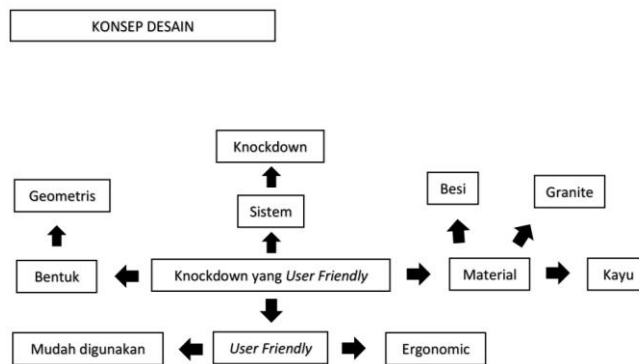 KONSEP DESAIN
Knockdown
Besi
Granite
Geometris
Sistem
Bentuk
Knockdown yang User Friendly
Material
Kayu
Mudah digunakan
User Friendly
Ergonomic